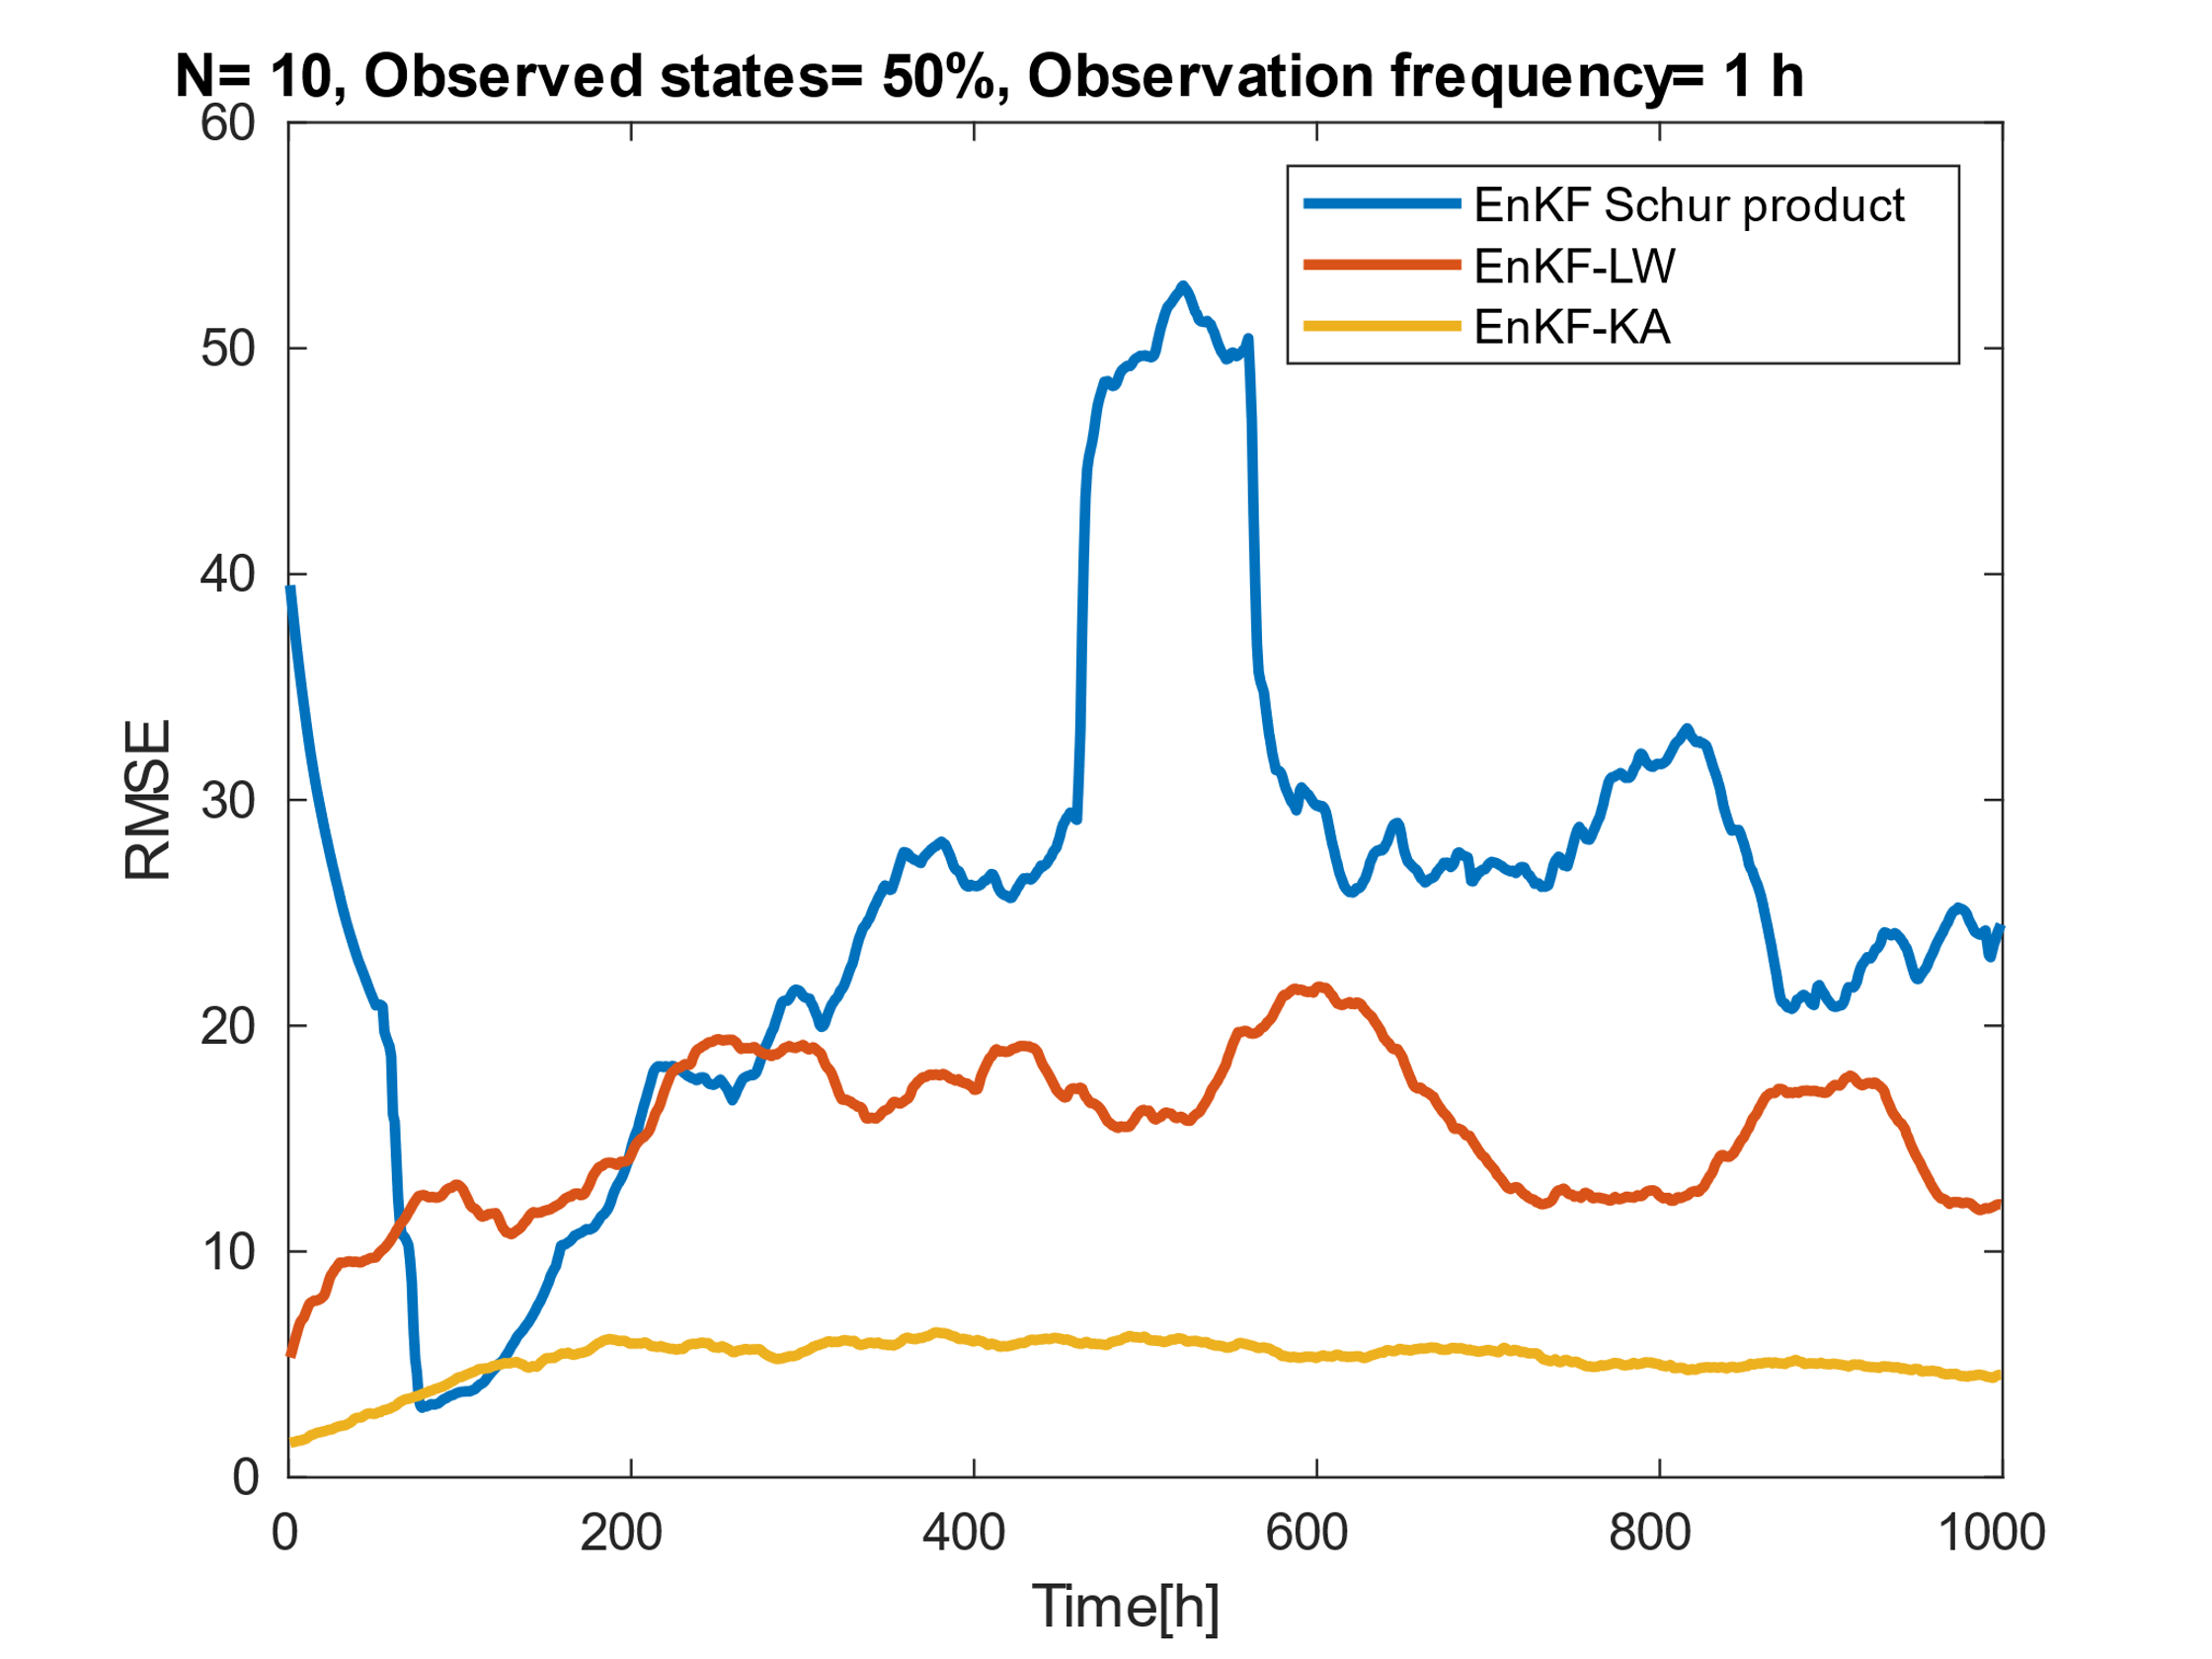 N= 10, Observed states= 50%, Observation frequency= 1 h
60
50
40
30
20
10
0
RMSE
EnKF Schur product
EnKF-LW
EnKF-KA
0 200 400 600 800 1000
Time[h]